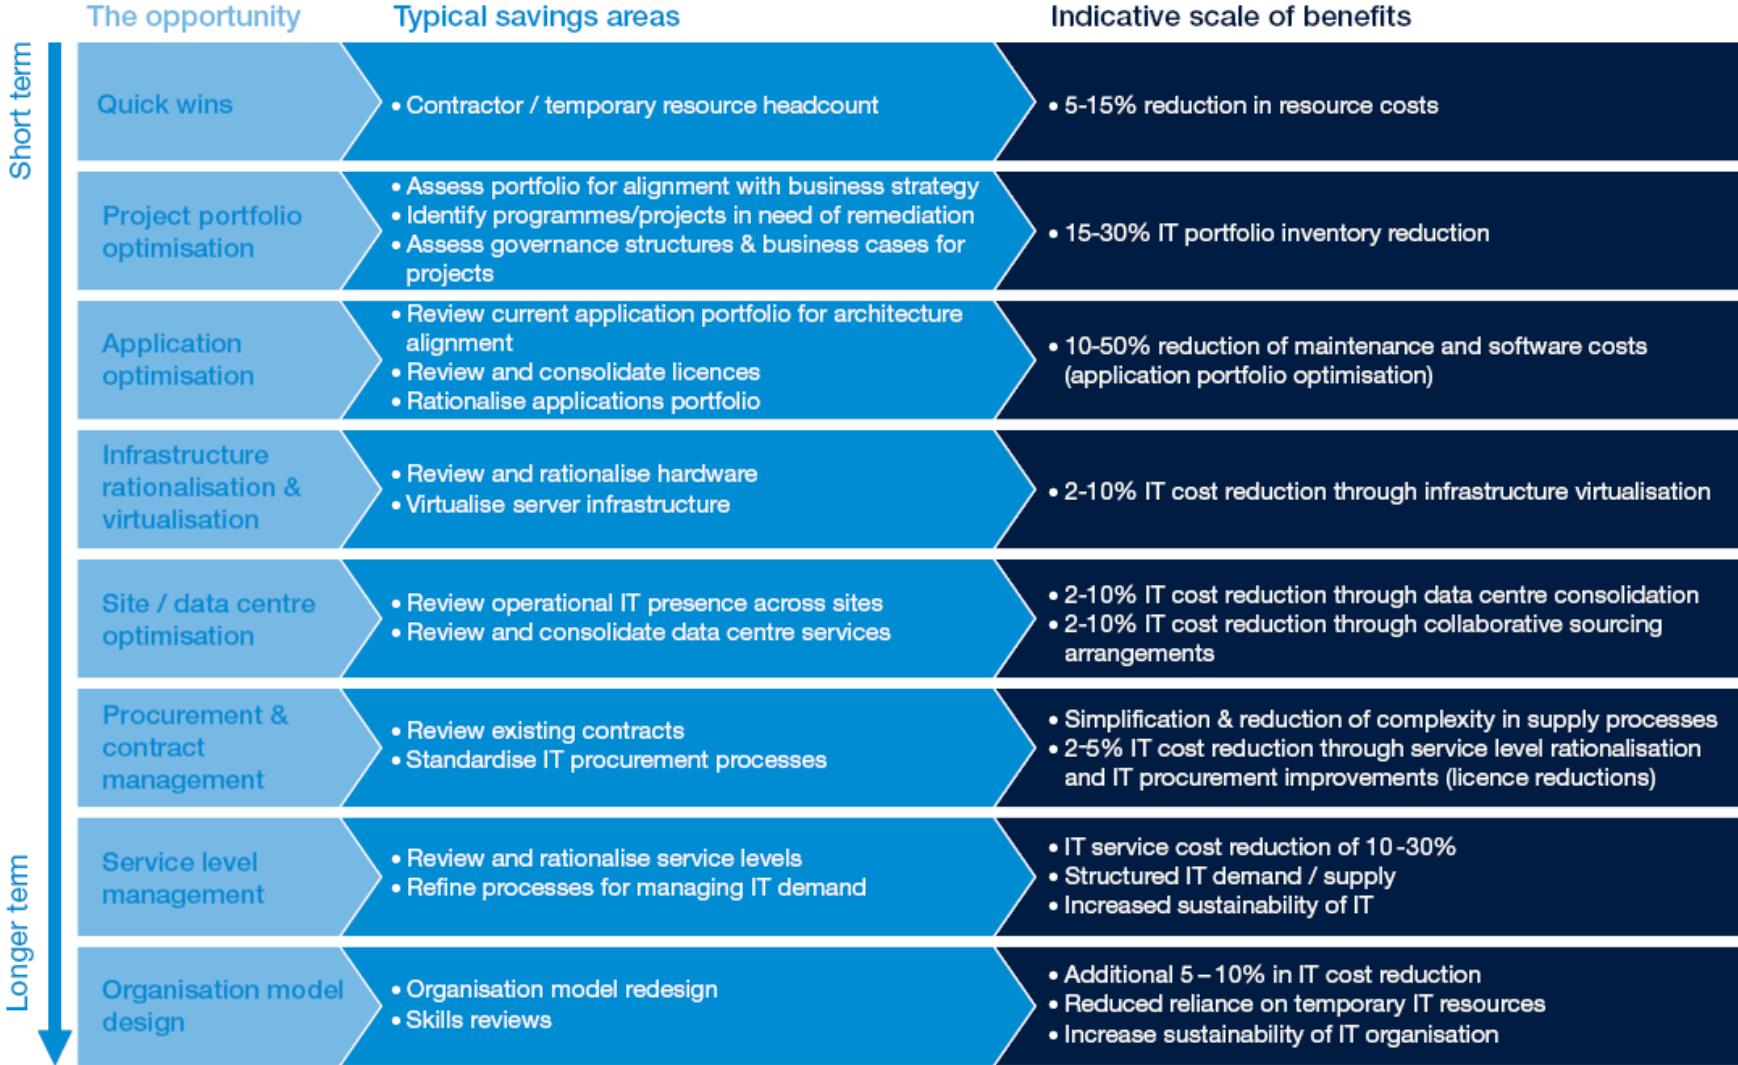 The opportunity
Typical savings areas
Indicative scale of benefits
Short term
Quick wins
• Contractor / temporary resource headcount
• 5-15% reduction in resource costs
Project portfolio
optimisation
• Assess portfolio for alignment with business strategy
• Identify programmes/projects in need of remediation
• Assess governance structures & business cases for
projects
• 15-30% IT portfolio inventory reduction
Application
optimisation
• Review current application portfolio for architecture
alignment
• Review and consolidate licences
• Rationalise applications portfolio
• 10-50% reduction of maintenance and software costs
(application portfolio optimisation)
Infrastructure
rationalisation &
virtualisation
• Review and rationalise hardware
• Virtualise server infrastructure
• 2-10% IT cost reduction through infrastructure virtualisation
Site / data centre
optimisation
• Review operational IT presence across sites
• Review and consolidate data centre services
• 2-10% IT cost reduction through data centre consolidation
• 2-10% IT cost reduction through collaborative sourcing
arrangements
Procurement &
contract
management
• Review existing contracts
• Standardise IT procurement processes
• Simplification & reduction of complexity in supply processes
• 2-5% IT cost reduction through service level rationalisation
and IT procurement improvements (licence reductions)
Longer term
Service level
management
• Review and rationalise service levels
• Refine processes for managing IT demand
• IT service cost reduction of 10-30%
• Structured IT demand / supply
• Increased sustainability of IT
Organisation model
design
• Organisation model redesign
• Skills reviews
• Additional 5 – 10% in IT cost reduction
• Reduced reliance on temporary IT resources
• Increase sustainability of IT organisation